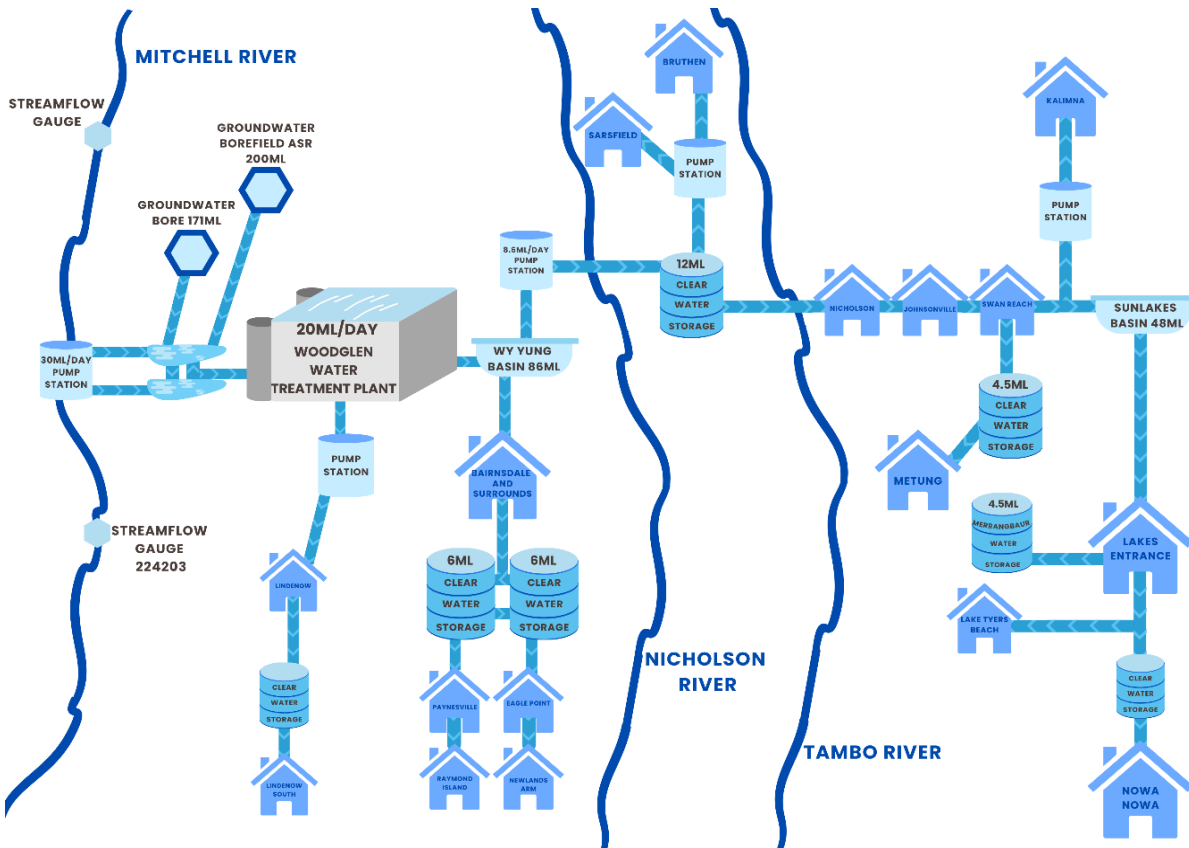 MITCHELL RIVER
STREAMFLOW
GAUGE
GROUNDWATER
BOREFIELD ASR
200ML
GROUNDWATER
BORE 171ML
30ML/DAY
PUMP
STATION
20ML/DAY
WOODGLEN
WATER
TREATMENT PLANT
PUMP
STATION
STREAMFLOW
GAUGE
224203
LINDENOW
CLEAR
WATER
STORAGE
LINDENOW
SOUTH
8.6ML/DAY
PUMP
STATION
WY YUNG
BASIN 86ML
BAIRNSDALE
AND
SURROUNDS
6ML
CLEAR
WATER
STORAGE
6ML
CLEAR
WATER
STORAGE
PAYNESVILLE
EAGLE POINT
RAYMOND
ISLAND
NEWLANDS
ARM
BRUTHEN
SARSFIELD
PUMP
STATION
12ML
CLEAR
WATER
STORAGE
NICHOLSON
RIVER
TAMBO RIVER
NICHOLSON
JOHNSONVILLE
SWAN REACH
KALIMNA
PUMP
STATION
SUNLAKES
BASIN 48ML
4.5ML
CLEAR
WATER
STORAGE
METUNG
4.5ML
MERRANGBAUR
WATER
STORAGE
LAKES
ENTRANCE
LAKE TYERS
BEACH
CLEAR
WATER
STORAGE
NOWA
NOWA